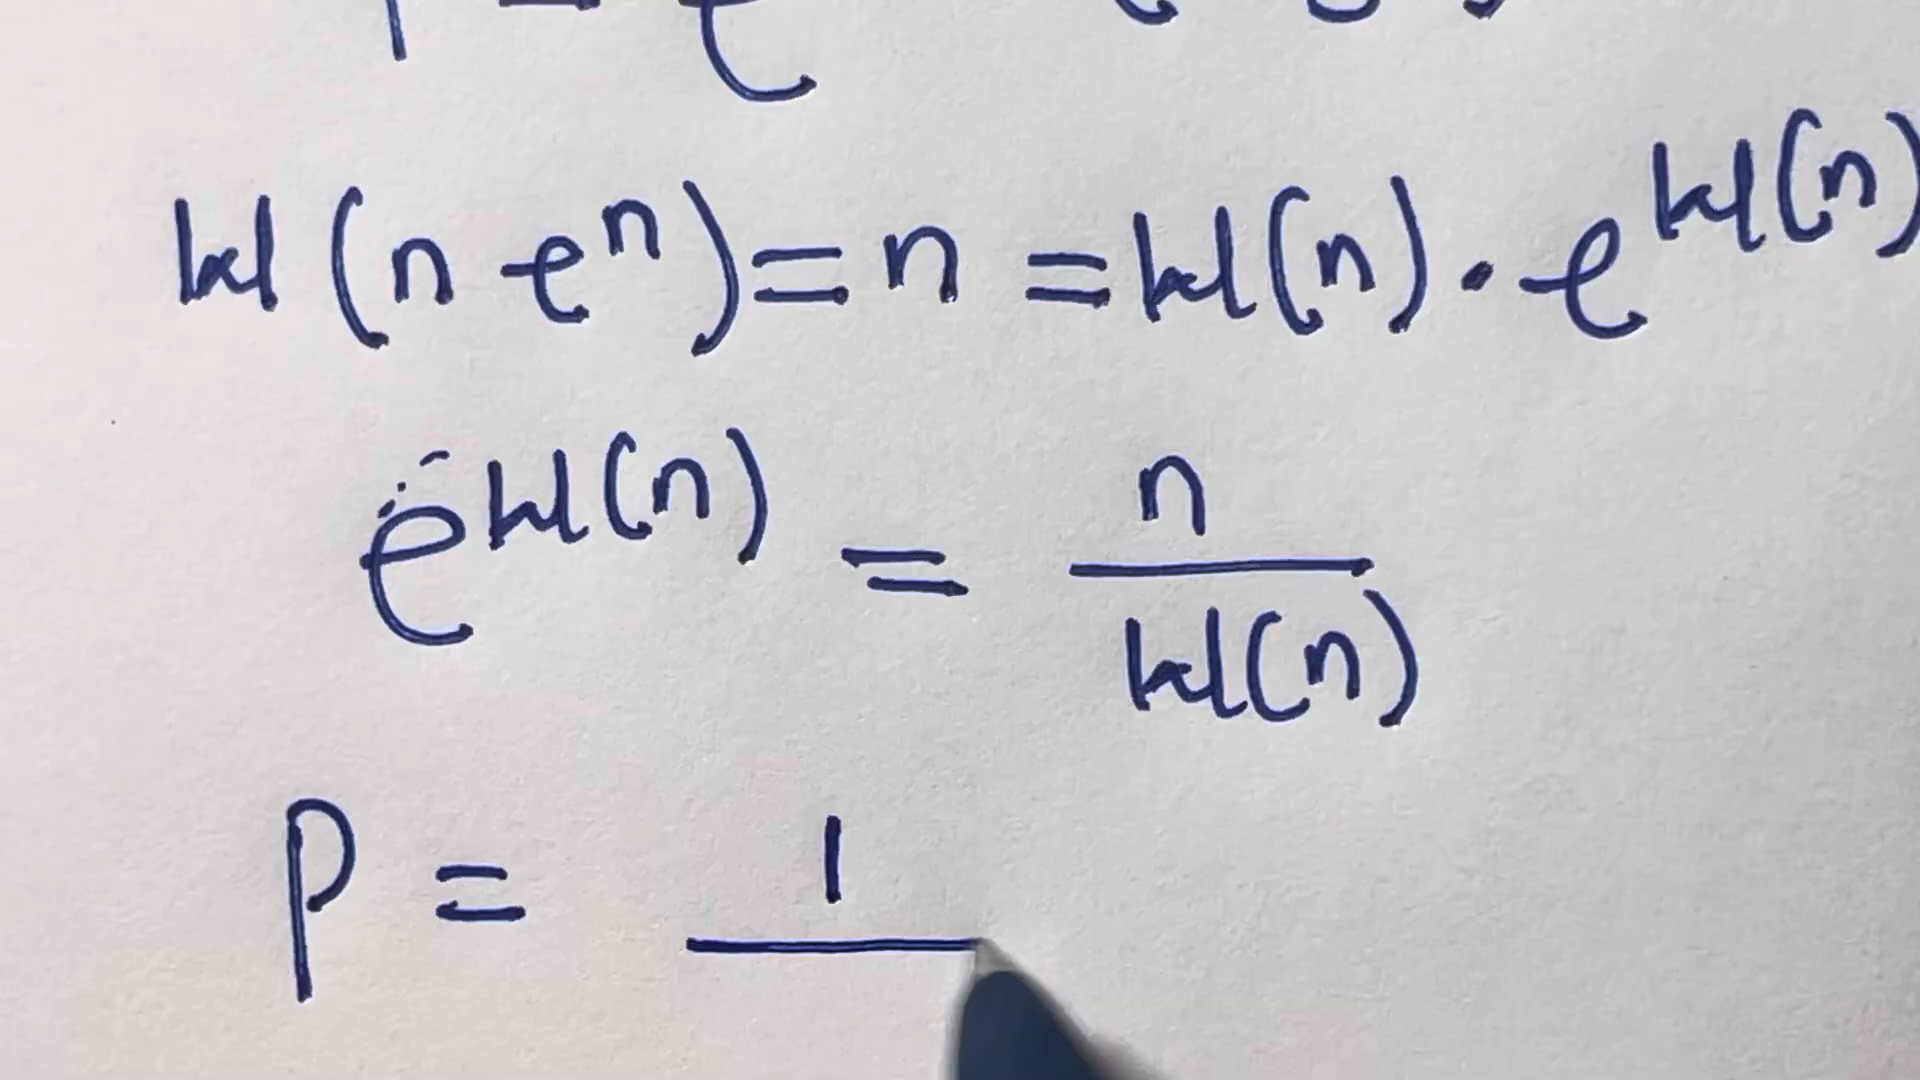 W(n e^n) = n = W(n) · e^W(n)
e^W(n) = n / W(n)
P = 1 /